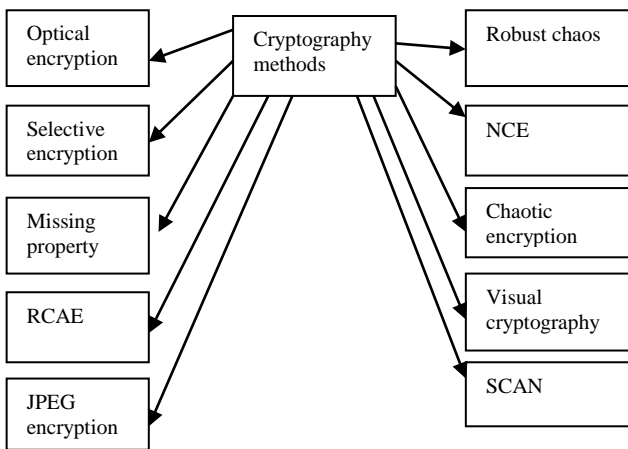 Optical
encryption
Cryptography
methods
Robust chaos
Selective
encryption
NCE
Missing
property
Chaotic
encryption
RCAE
Visual
cryptography
JPEG
encryption
SCAN